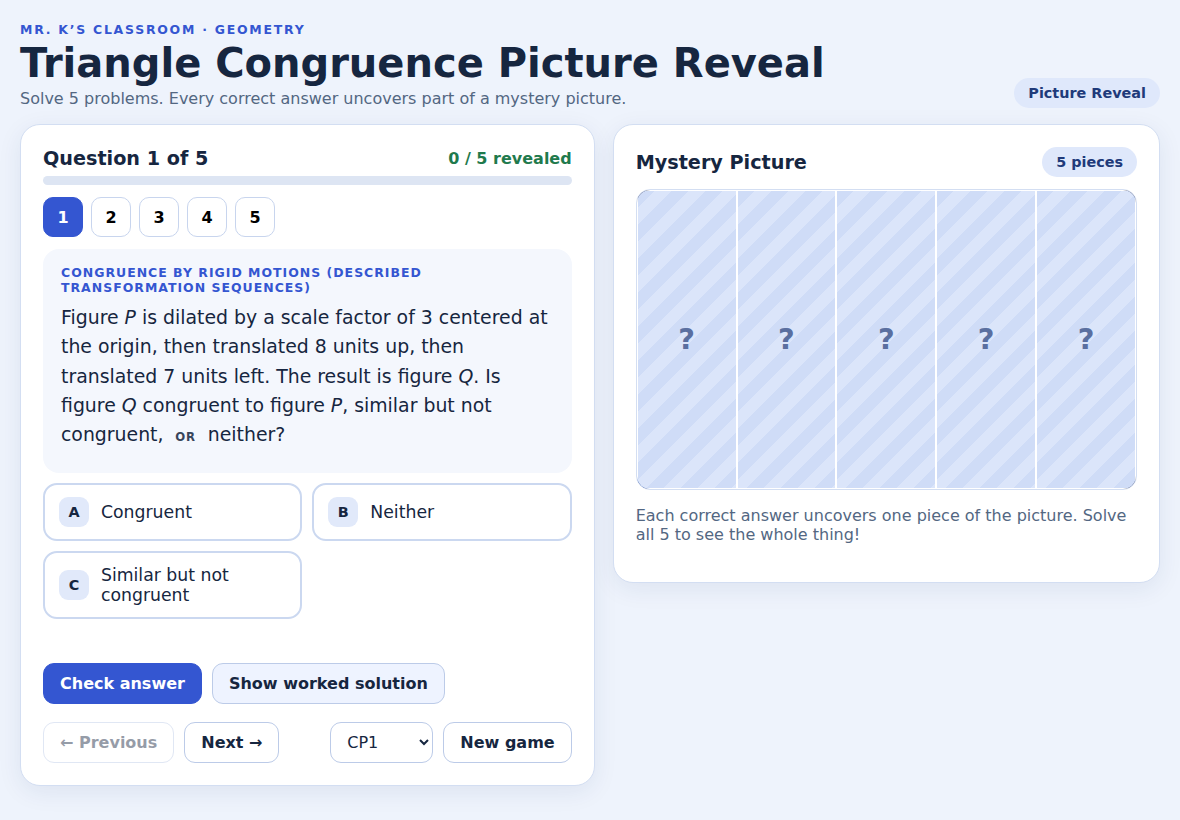 MR. K’S CLASSROOM · GEOMETRY
Triangle Congruence Picture Reveal
Solve 5 problems. Every correct answer uncovers part of a mystery picture.
Picture Reveal
Question 1 of 5
0 / 5 revealed
1 2 3 4 5
CONGRUENCE BY RIGID MOTIONS (DESCRIBED
TRANSFORMATION SEQUENCES)
Figure P is dilated by a scale factor of 3 centered at
the origin, then translated 8 units up, then
translated 7 units left. The result is figure Q. Is
figure Q congruent to figure P, similar but not
congruent, OR neither?
A Congruent
B Neither
C Similar but not
congruent
Check answer
Show worked solution
← Previous
Next →
CP1
New game
Mystery Picture
5 pieces
? ? ? ? ?
Each correct answer uncovers one piece of the picture. Solve
all 5 to see the whole thing!